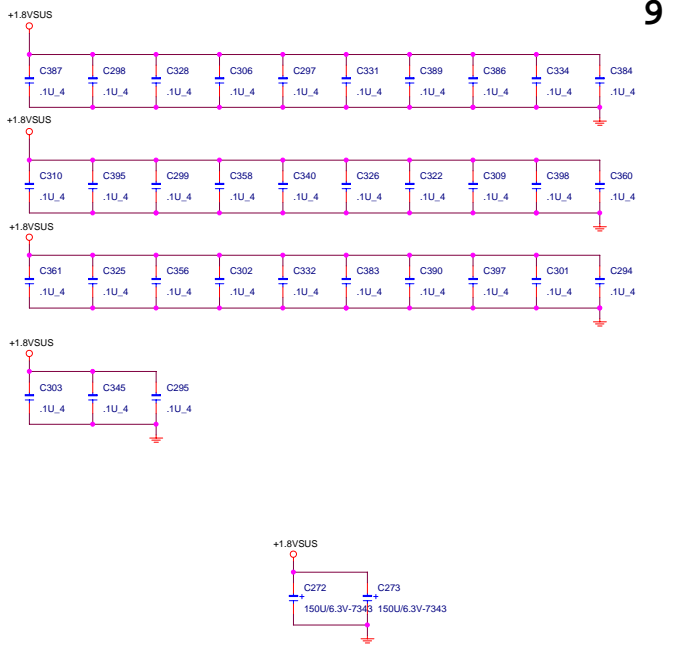 9
+1.8VSUS
C387 C298 C328 C306 C297 C331 C389 C386 C334 C384
.1U_4 .1U_4 .1U_4 .1U_4 .1U_4 .1U_4 .1U_4 .1U_4 .1U_4 .1U_4
+1.8VSUS
C310 C395 C299 C358 C340 C326 C322 C309 C398 C360
.1U_4 .1U_4 .1U_4 .1U_4 .1U_4 .1U_4 .1U_4 .1U_4 .1U_4 .1U_4
+1.8VSUS
C361 C325 C356 C302 C332 C383 C390 C397 C301 C294
.1U_4 .1U_4 .1U_4 .1U_4 .1U_4 .1U_4 .1U_4 .1U_4 .1U_4 .1U_4
+1.8VSUS
C303 C345 C295
.1U_4 .1U_4 .1U_4
+1.8VSUS
C272 C273
+ +
150U/6.3V-7343 150U/6.3V-7343